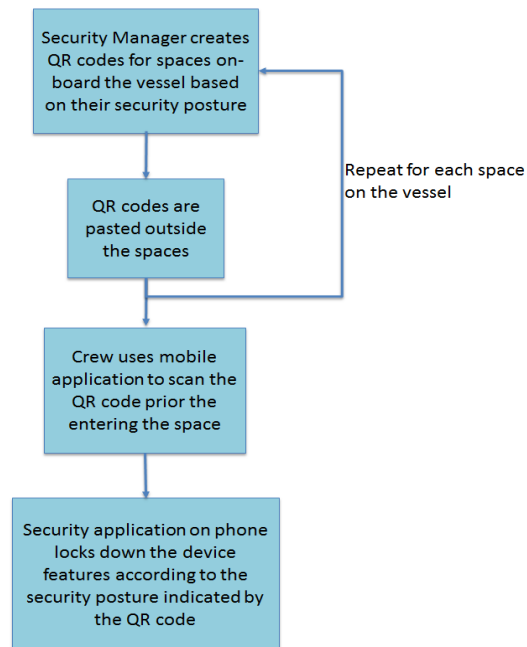 Security Manager creates
QR codes for spaces on-
board the vessel based
on their security posture
Repeat for each space
on the vessel
QR codes are
pasted outside
the spaces
Crew uses mobile
application to scan the
QR code prior the
entering the space
Security application on phone
locks down the device
features according to the
security posture indicated by
the QR code